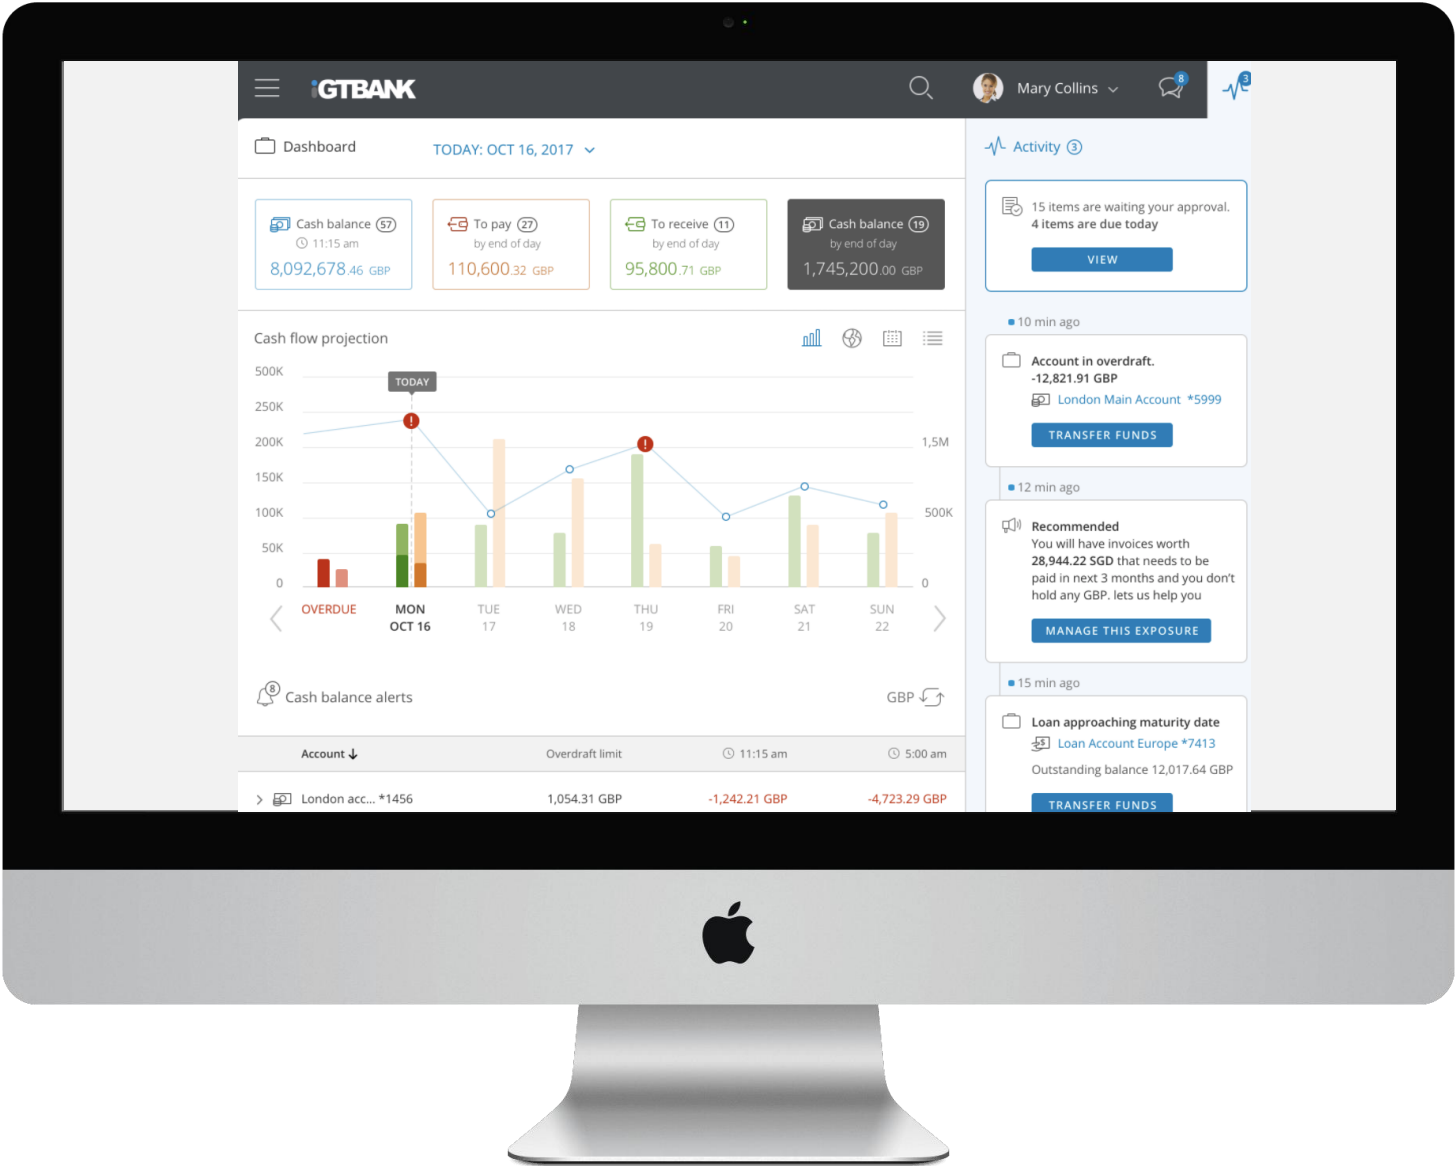 iGTBANK
Mary Collins
8
3
Dashboard
TODAY: OCT 16, 2017
Cash balance 57
11:15 am
8,092,678.46 GBP
To pay 27
by end of day
110,600.32 GBP
To receive 11
by end of day
95,800.71 GBP
Cash balance 19
by end of day
1,745,200.00 GBP
Cash flow projection
500K
250K
200K
150K
100K
50K
0
TODAY
!
!
1,5M
500K
0
OVERDUE
MON
OCT 16
TUE
17
WED
18
THU
19
FRI
20
SAT
21
SUN
22
8
Cash balance alerts
GBP
Account Overdraft limit 11:15 am 5:00 am
London acc... *1456 1,054.31 GBP -1,242.21 GBP -4,723.29 GBP
Activity 3
15 items are waiting your approval.
4 items are due today
VIEW
10 min ago
Account in overdraft.
-12,821.91 GBP
London Main Account *5999
TRANSFER FUNDS
12 min ago
Recommended
You will have invoices worth
28,944.22 SGD that needs to be
paid in next 3 months and you don't
hold any GBP. lets us help you
MANAGE THIS EXPOSURE
15 min ago
Loan approaching maturity date
$
Loan Account Europe *7413
Outstanding balance 12,017.64 GBP
TRANSFER FUNDS